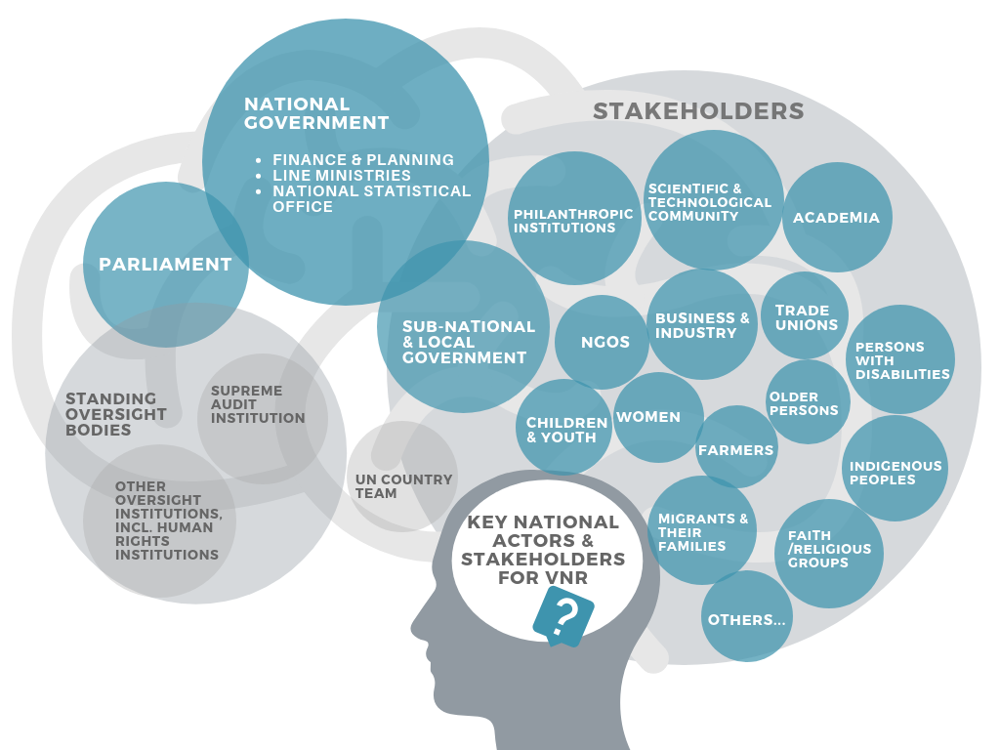 NATIONAL
GOVERNMENT
• FINANCE & PLANNING
• LINE MINISTRIES
• NATIONAL STATISTICAL
OFFICE
PARLIAMENT
SUB-NATIONAL
& LOCAL
GOVERNMENT
STANDING
OVERSIGHT
BODIES
SUPREME
AUDIT
INSTITUTION
OTHER
OVERSIGHT
INSTITUTIONS,
INCL. HUMAN
RIGHTS
INSTITUTIONS
UN COUNTRY
TEAM
STAKEHOLDERS
PHILANTHROPIC
INSTITUTIONS
SCIENTIFIC &
TECHNOLOGICAL
COMMUNITY
ACADEMIA
NGOS
BUSINESS &
INDUSTRY
TRADE
UNIONS
PERSONS
WITH
DISABILITIES
CHILDREN
& YOUTH
WOMEN
FARMERS
OLDER
PERSONS
INDIGENOUS
PEOPLES
MIGRANTS &
THEIR
FAMILIES
FAITH
/RELIGIOUS
GROUPS
OTHERS...
KEY NATIONAL
ACTORS &
STAKEHOLDERS
FOR VNR
?